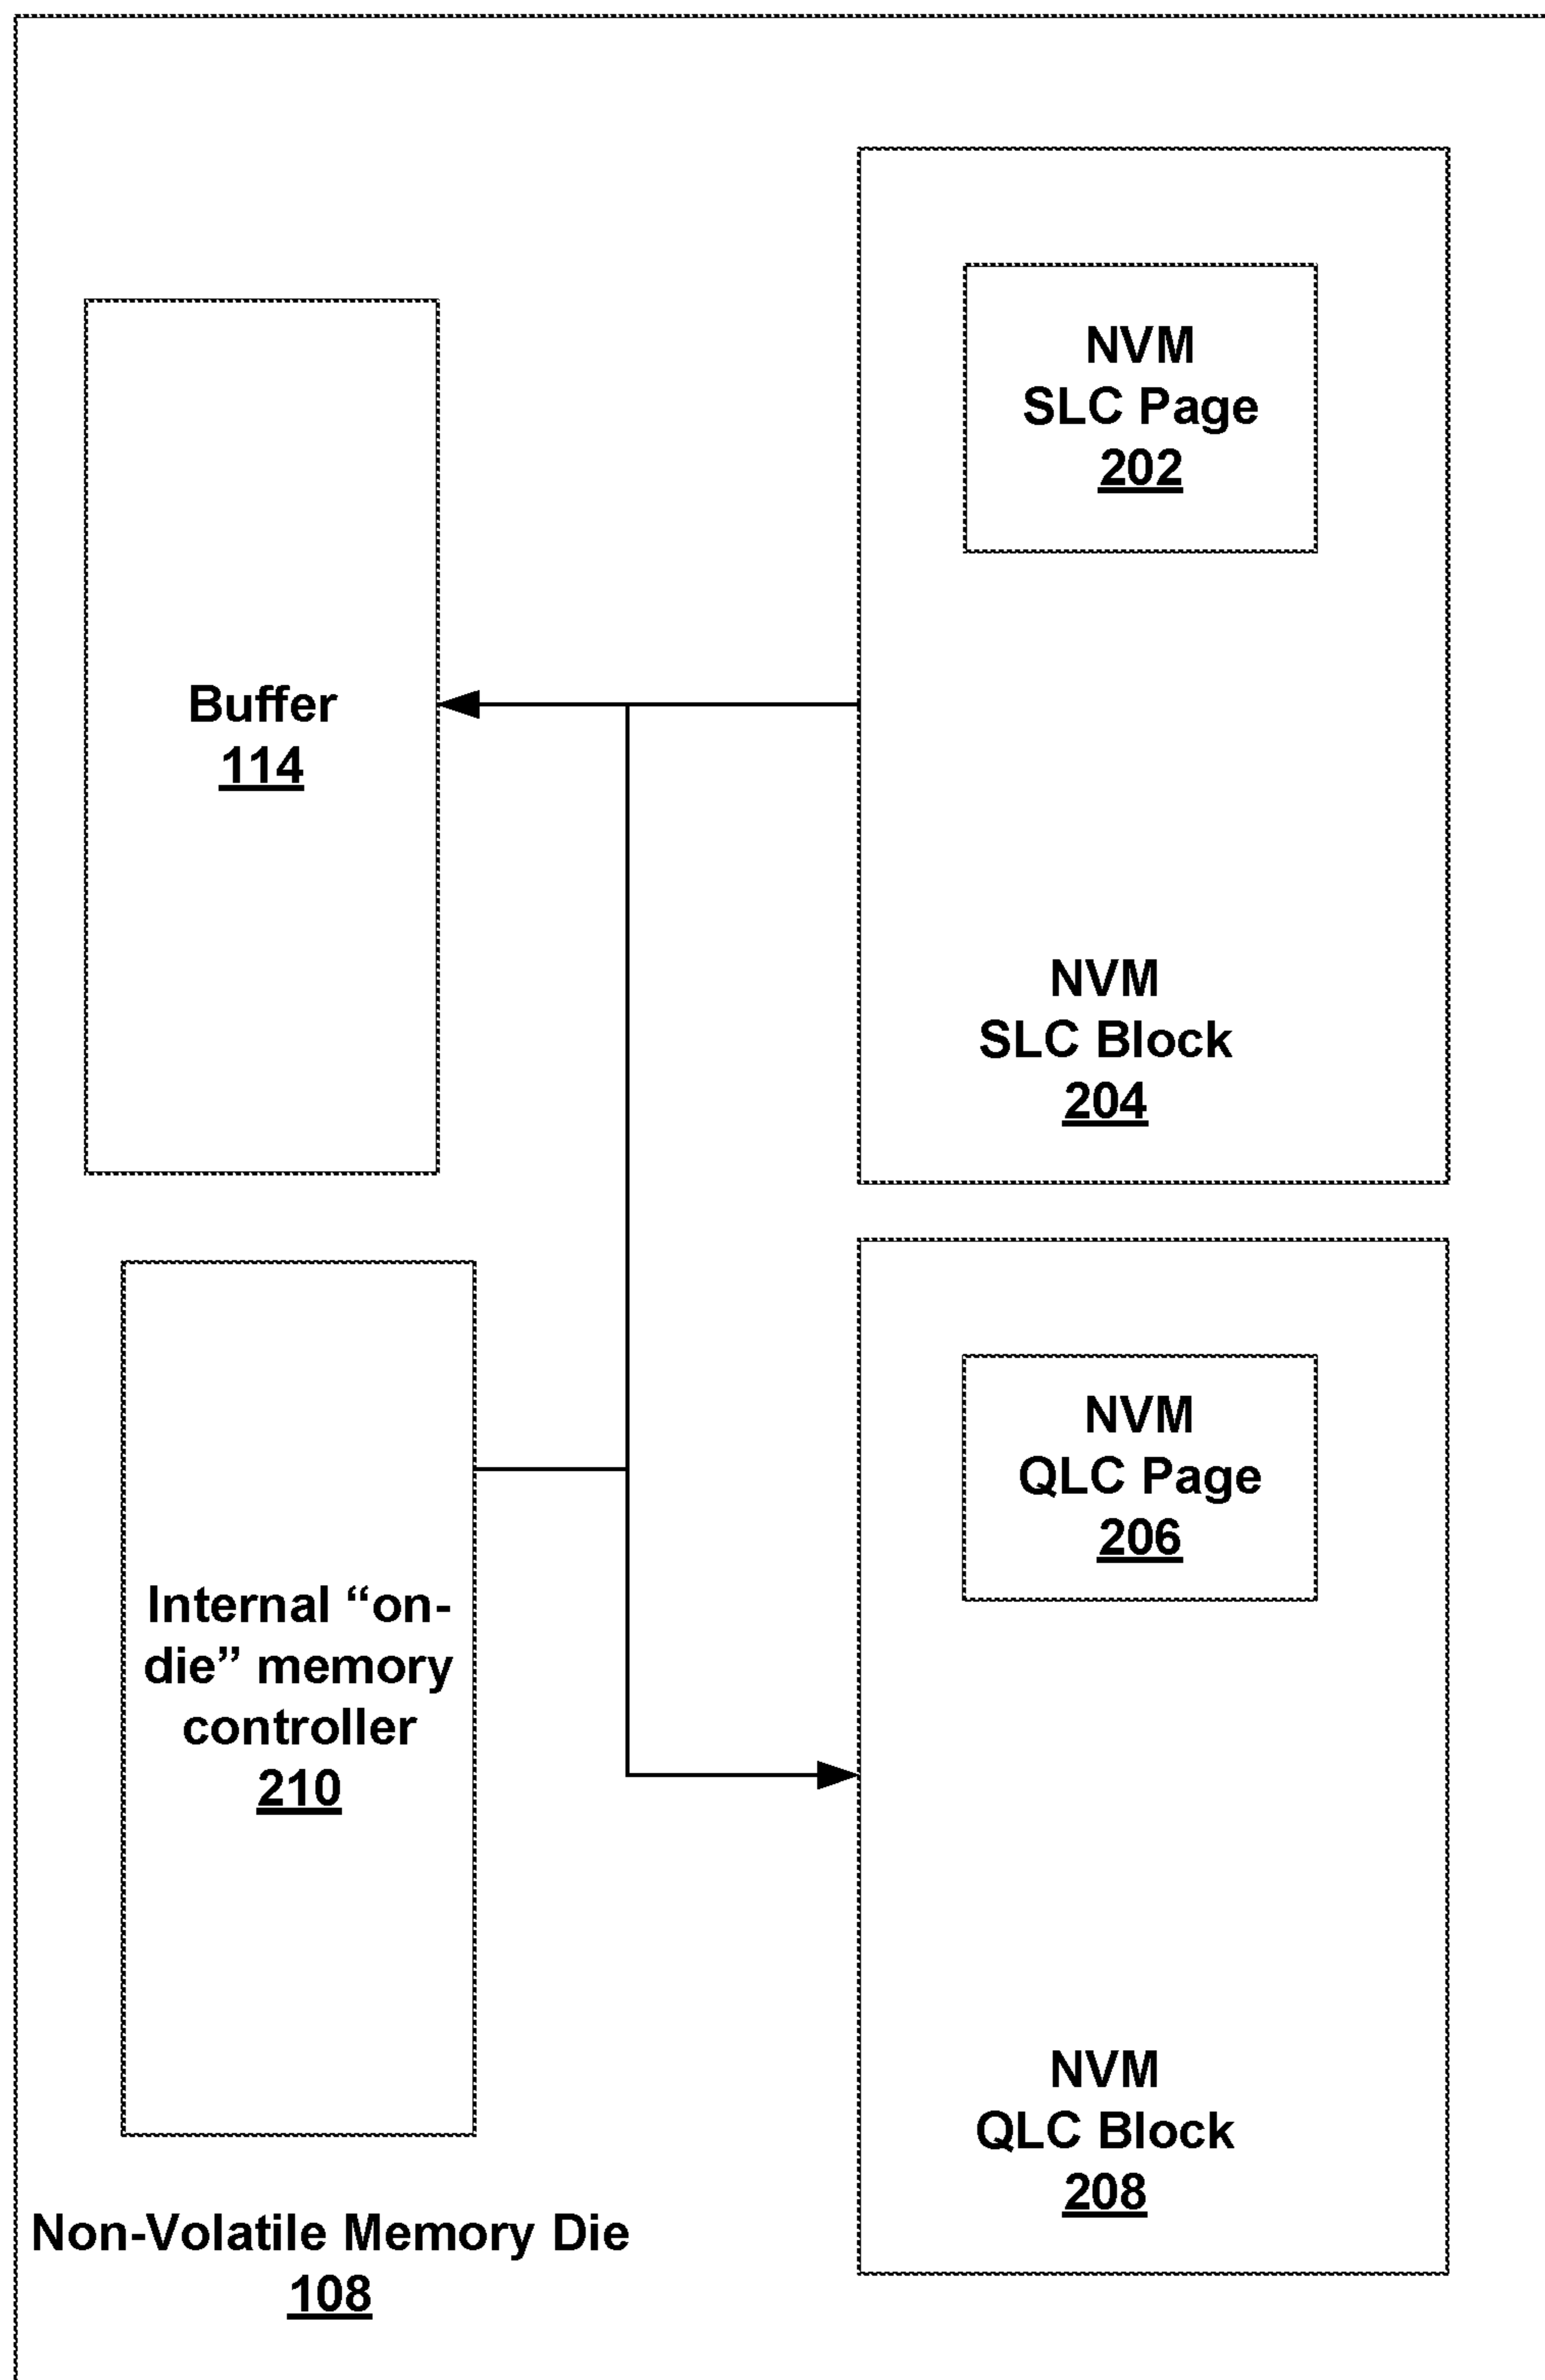 NVM
SLC Page
202
Buffer
114
NVM
SLC Block
204
NVM
QLC Page
206
Internal “on-
die” memory
controller
210
NVM
QLC Block
208
Non-Volatile Memory Die
108